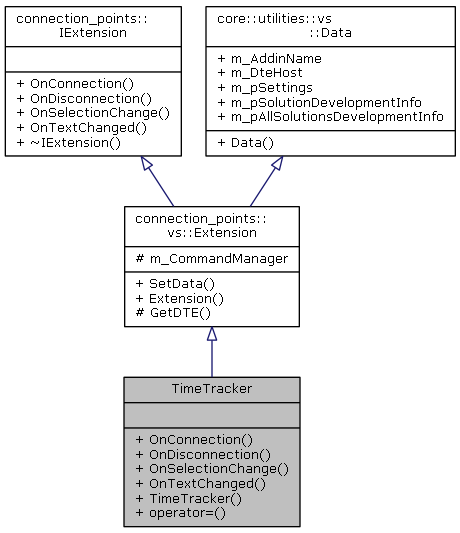 connection_points::
IExtension
+ OnConnection()
+ OnDisconnection()
+ OnSelectionChange()
+ OnTextChanged()
+ ~IExtension()
core::utilities::vs
::Data
+ m_AddinName
+ m_DteHost
+ m_pSettings
+ m_pSolutionDevelopmentInfo
+ m_pAllSolutionsDevelopmentInfo
+ Data()
connection_points::
vs::Extension
# m_CommandManager
+ SetData()
+ Extension()
# GetDTE()
TimeTracker
+ OnConnection()
+ OnDisconnection()
+ OnSelectionChange()
+ OnTextChanged()
+ TimeTracker()
+ operator=()